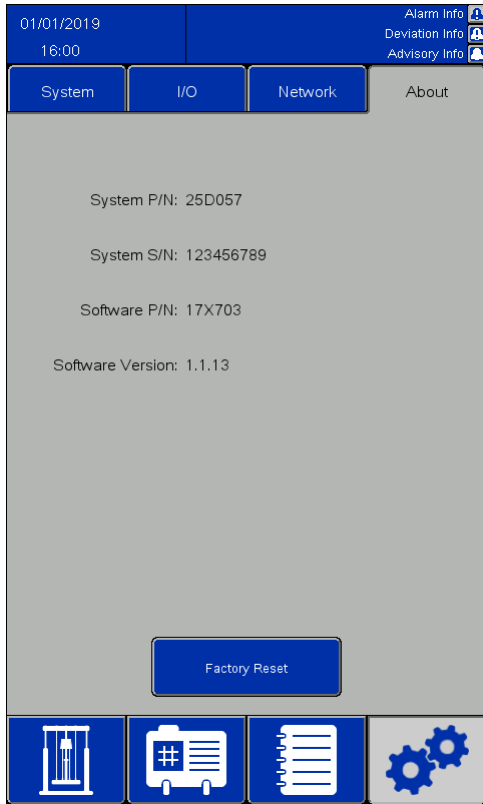 01/01/2019
16:00
Alarm Info
Deviation Info
Advisory Info
System
I/O
Network
About
System P/N: 25D057
System S/N: 123456789
Software P/N: 17X703
Software Version: 1.1.13
Factory Reset
#